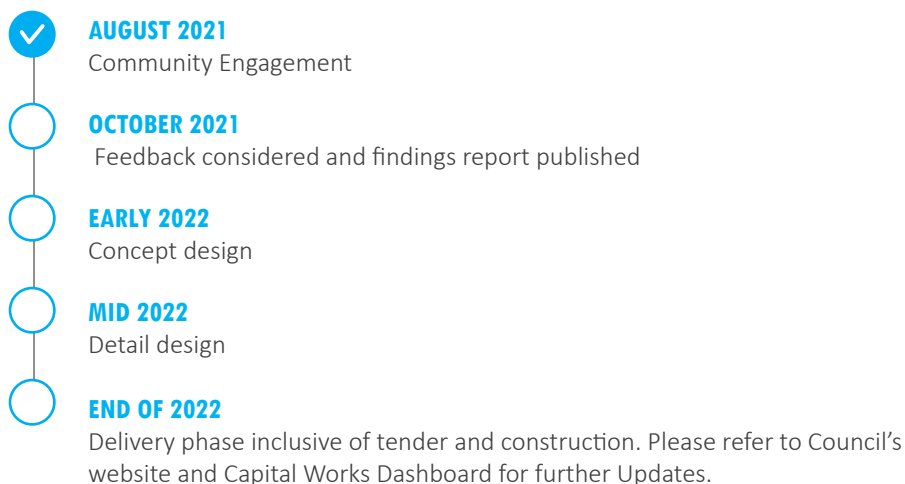 AUGUST 2021
Community Engagement
OCTOBER 2021
Feedback considered and findings report published
EARLY 2022
Concept design
MID 2022
Detail design
END OF 2022
Delivery phase inclusive of tender and construction. Please refer to Council’s
website and Capital Works Dashboard for further Updates.